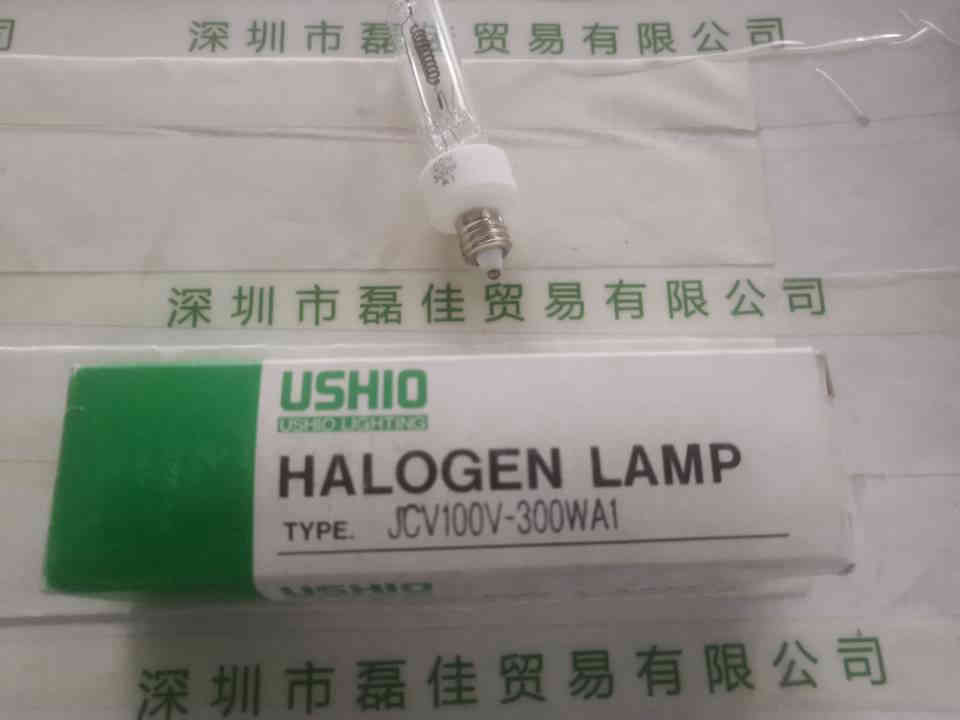 司
深圳市磊佳贸易有限公司
深圳市磊佳贸易有限公司
USHIO
USHIO LIGHTING
HALOGEN LAMP
TYPE. JCV100V-300WA1
USHIO
深圳市磊佳贸易有限公司